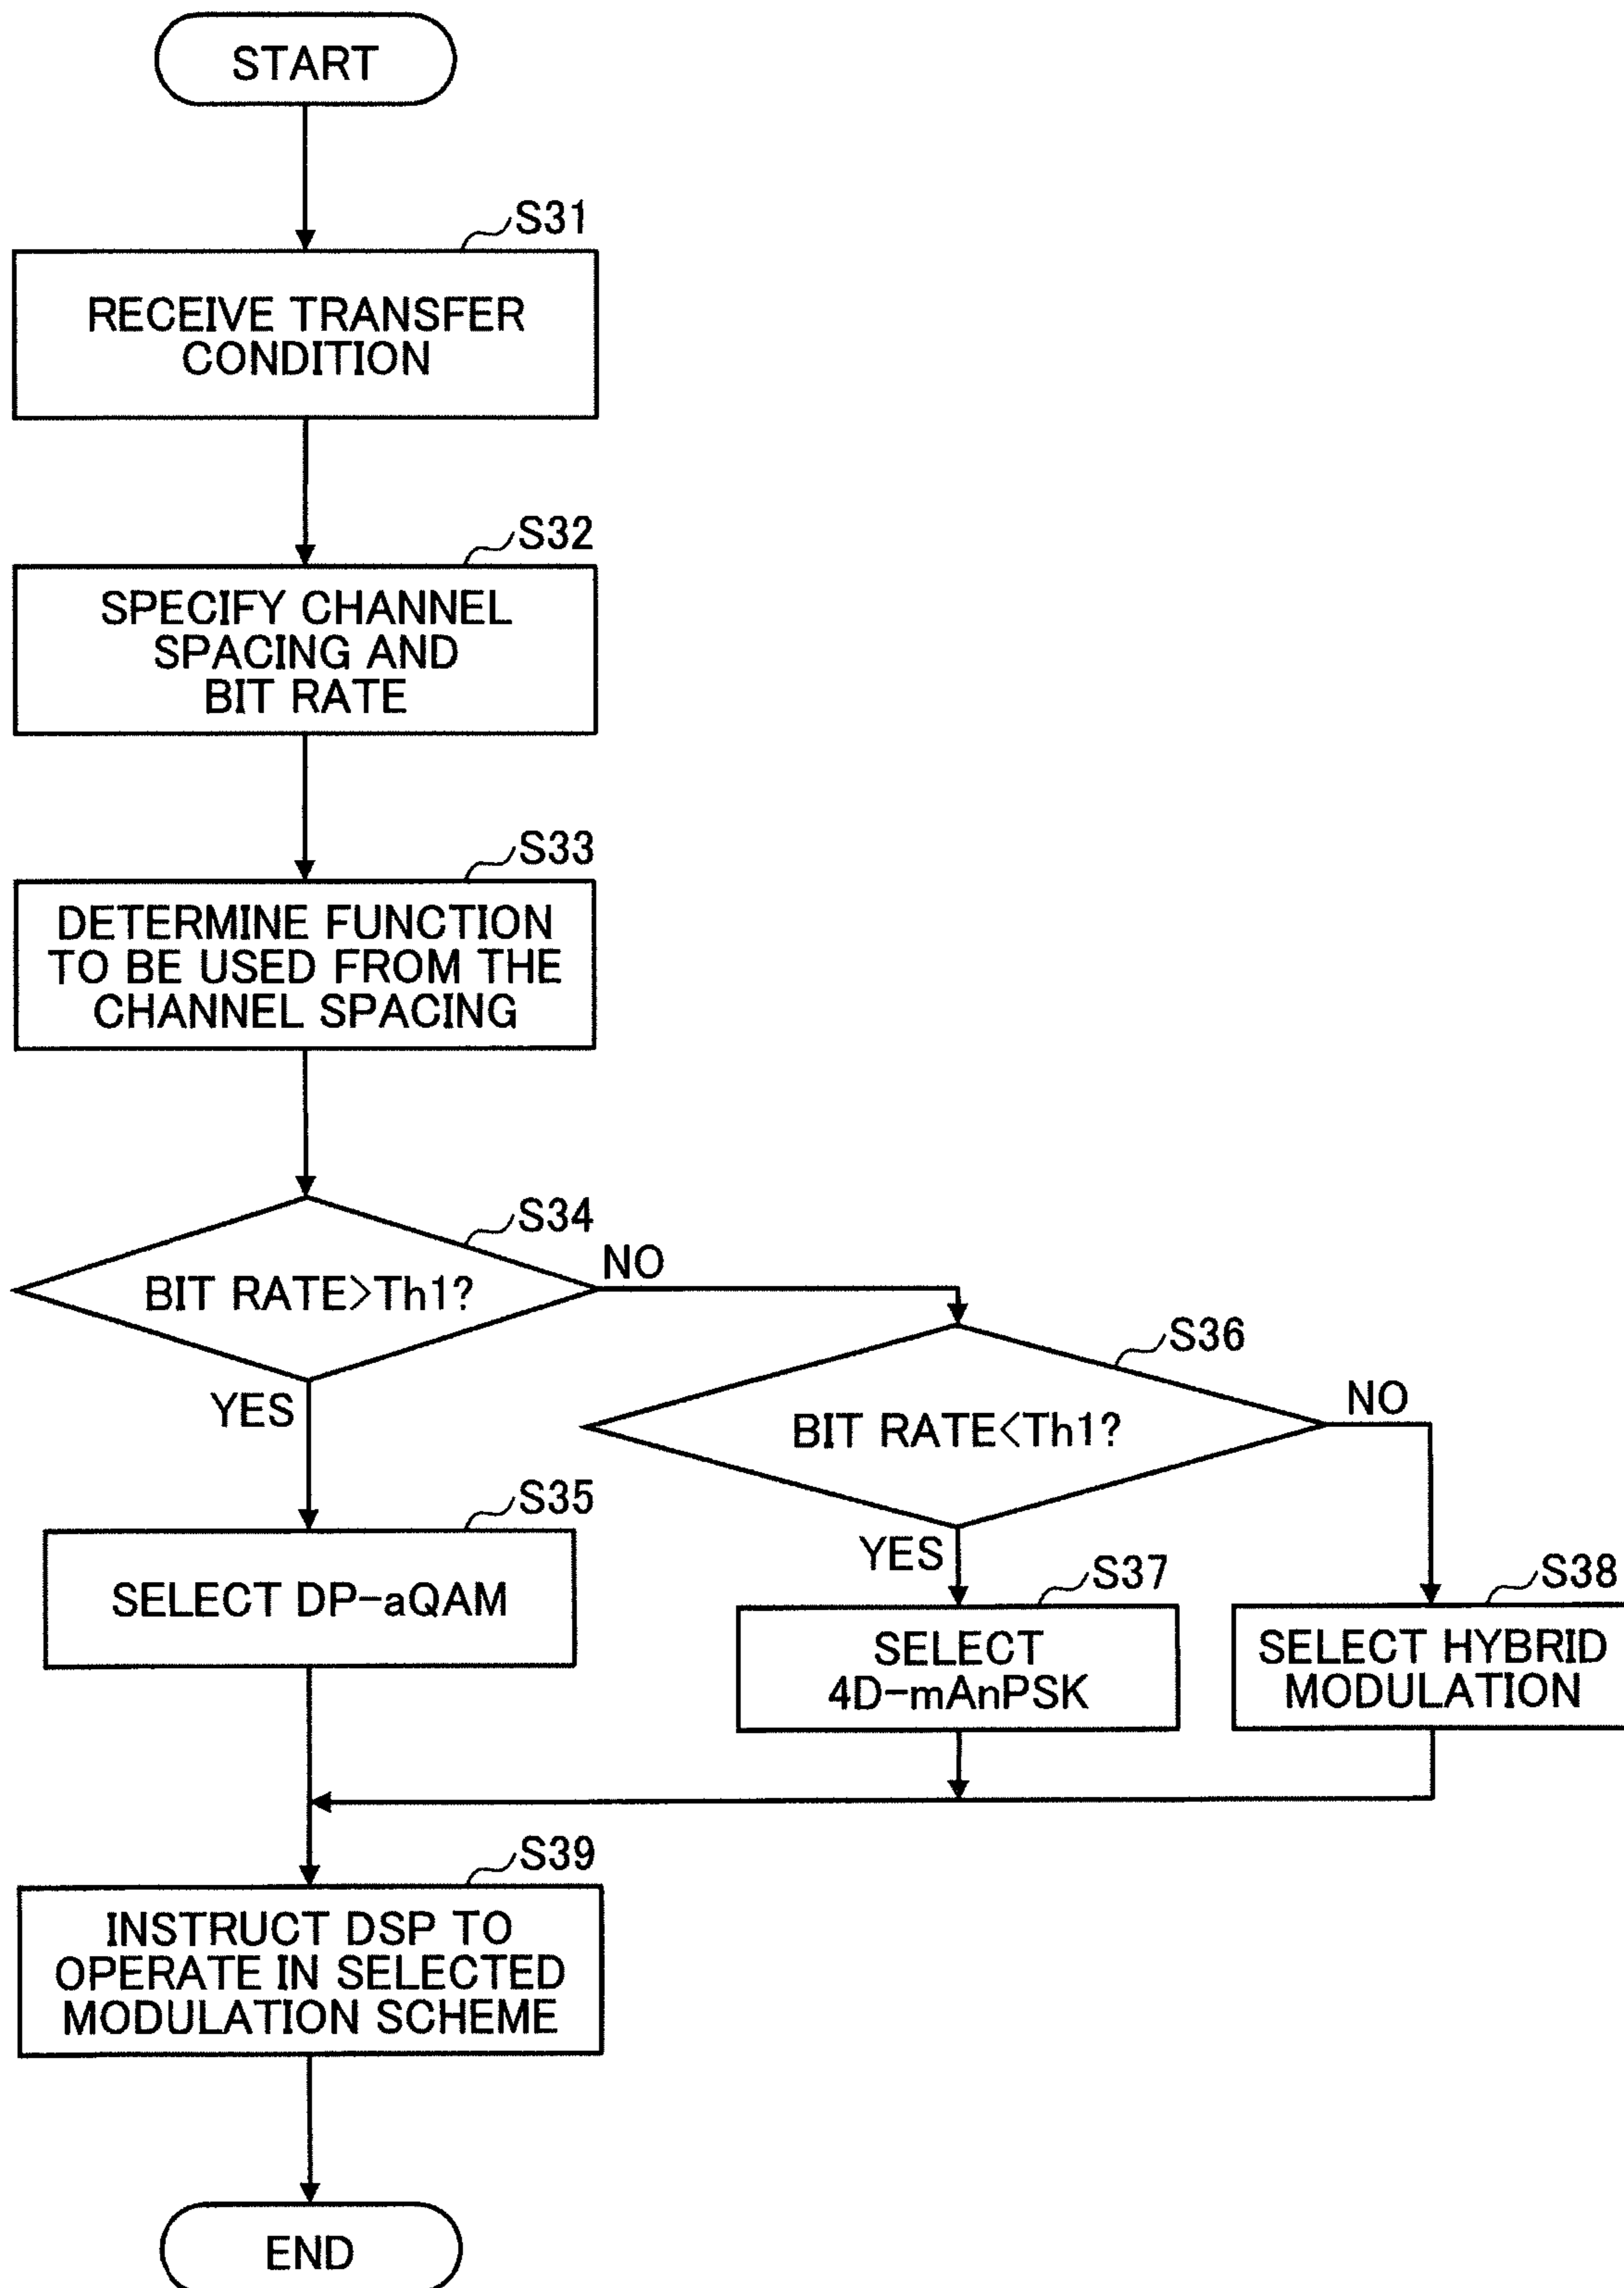 START
S31
RECEIVE TRANSFER
CONDITION
S32
SPECIFY CHANNEL
SPACING AND
BIT RATE
S33
DETERMINE FUNCTION
TO BE USED FROM THE
CHANNEL SPACING
S34
BIT RATE>Th1?
NO
YES
S36
BIT RATE<Th1?
NO
YES
S35
SELECT DP-aQAM
S37
SELECT
4D-mAnPSK
S38
SELECT HYBRID
MODULATION
S39
INSTRUCT DSP TO
OPERATE IN SELECTED
MODULATION SCHEME
END